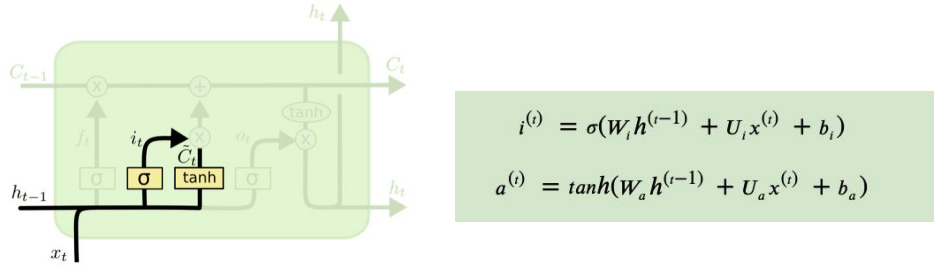 h_t
C_{t-1} × + C_t
tanh
f_t i_t × o_t ×
C̃_t
σ σ tanh σ
h_{t-1} h_t
x_t
i^{(t)} = σ(W_i h^{(t-1)} + U_i x^{(t)} + b_i)
a^{(t)} = tanh(W_a h^{(t-1)} + U_a x^{(t)} + b_a)